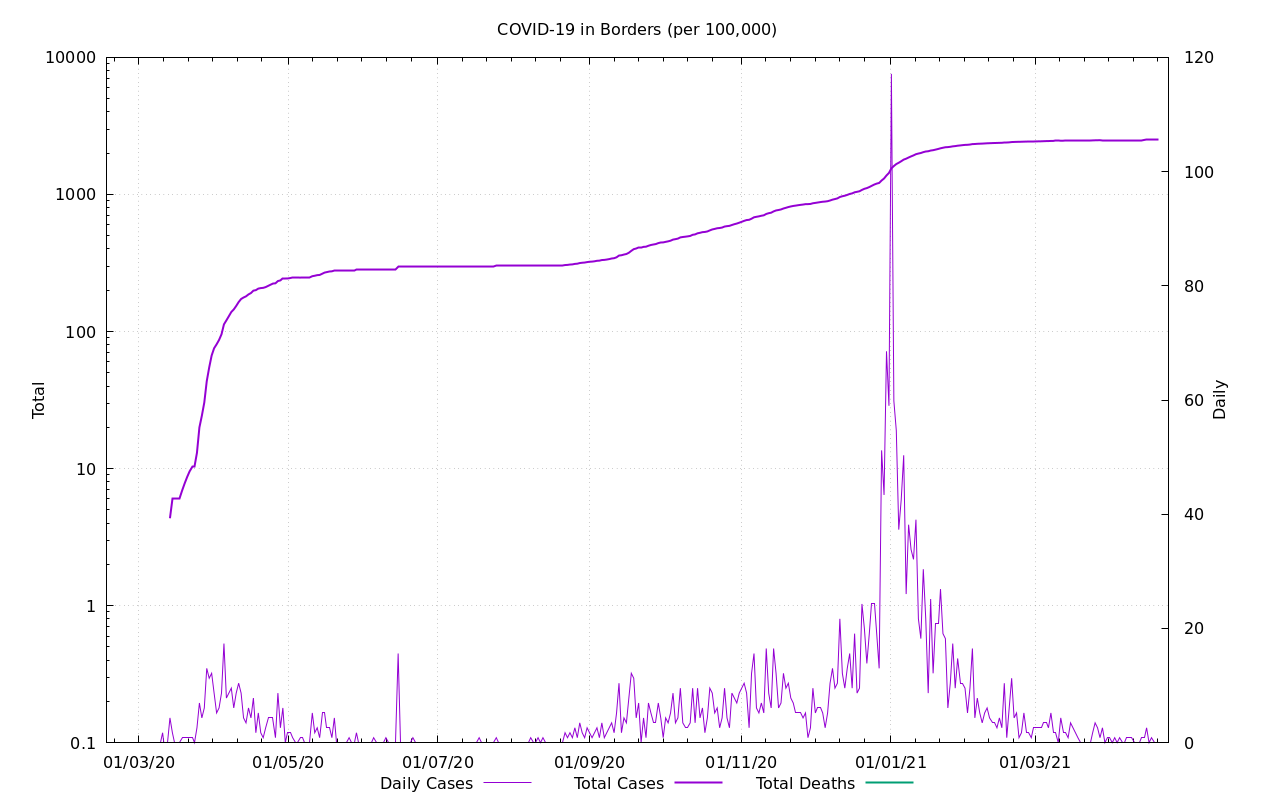 COVID-19 in Borders (per 100,000)
10000
1000
100
10
1
0.1
Total
120
100
80
60
40
20
0
Daily
01/03/20 01/05/20 01/07/20 01/09/20 01/11/20 01/01/21 01/03/21
Daily Cases Total Cases Total Deaths